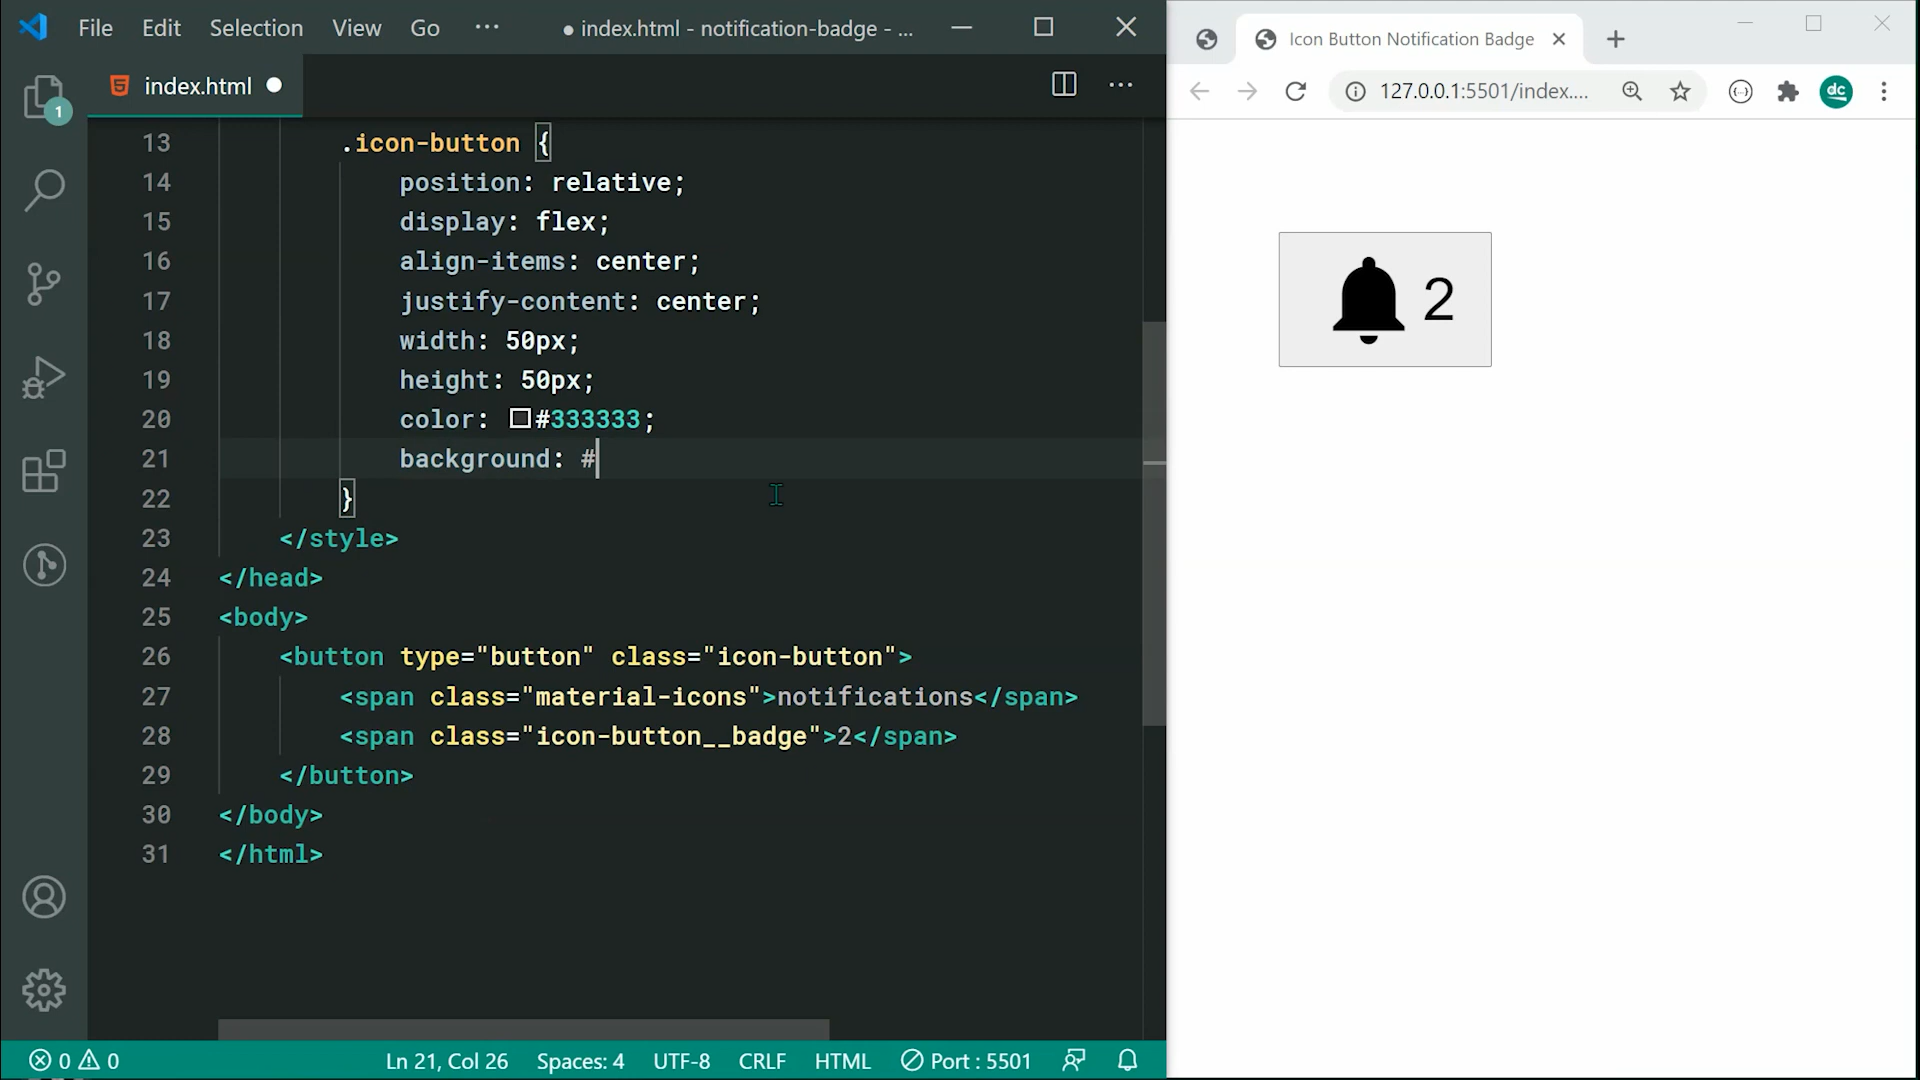 File Edit Selection View Go ··· ● index.html - notification-badge - ...
index.html
1
13 .icon-button {
14 position: relative;
15 display: flex;
16 align-items: center;
17 justify-content: center;
18 width: 50px;
19 height: 50px;
20 color: #333333;
21 background: #
22 }
23 </style>
24 </head>
25 <body>
26 <button type="button" class="icon-button">
27 <span class="material-icons">notifications</span>
28 <span class="icon-button__badge">2</span>
29 </button>
30 </body>
31 </html>
0 0 Ln 21, Col 26 Spaces: 4 UTF-8 CRLF HTML Port : 5501
Icon Button Notification Badge
127.0.0.1:5501/index....
dc
2